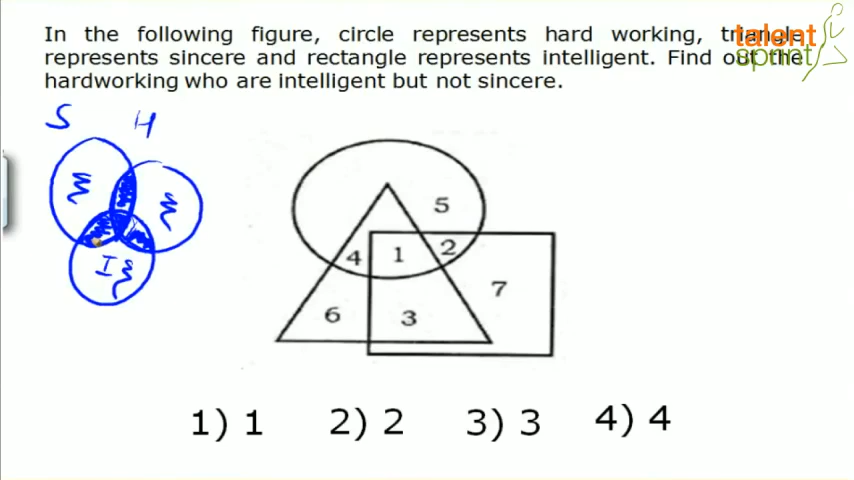 In the following figure, circle represents hard working, triangle
represents sincere and rectangle represents intelligent. Find out the
hardworking who are intelligent but not sincere.
talent
sprint
S H
I
5
4 1 2
7
6 3
1) 1 2) 2 3) 3 4) 4